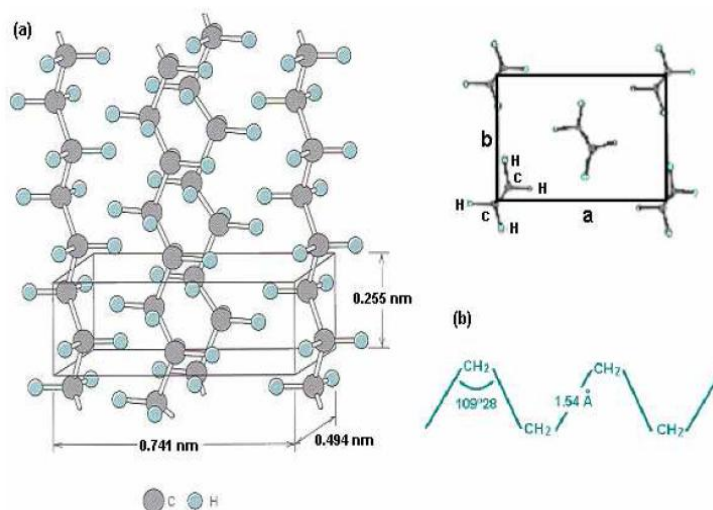 (a)
0.255 nm
0.741 nm
0.494 nm
C H
b
a
H
C
H
H
C
H
(b)
CH₂
CH₂
109°28
1.54 Å
CH₂
CH₂